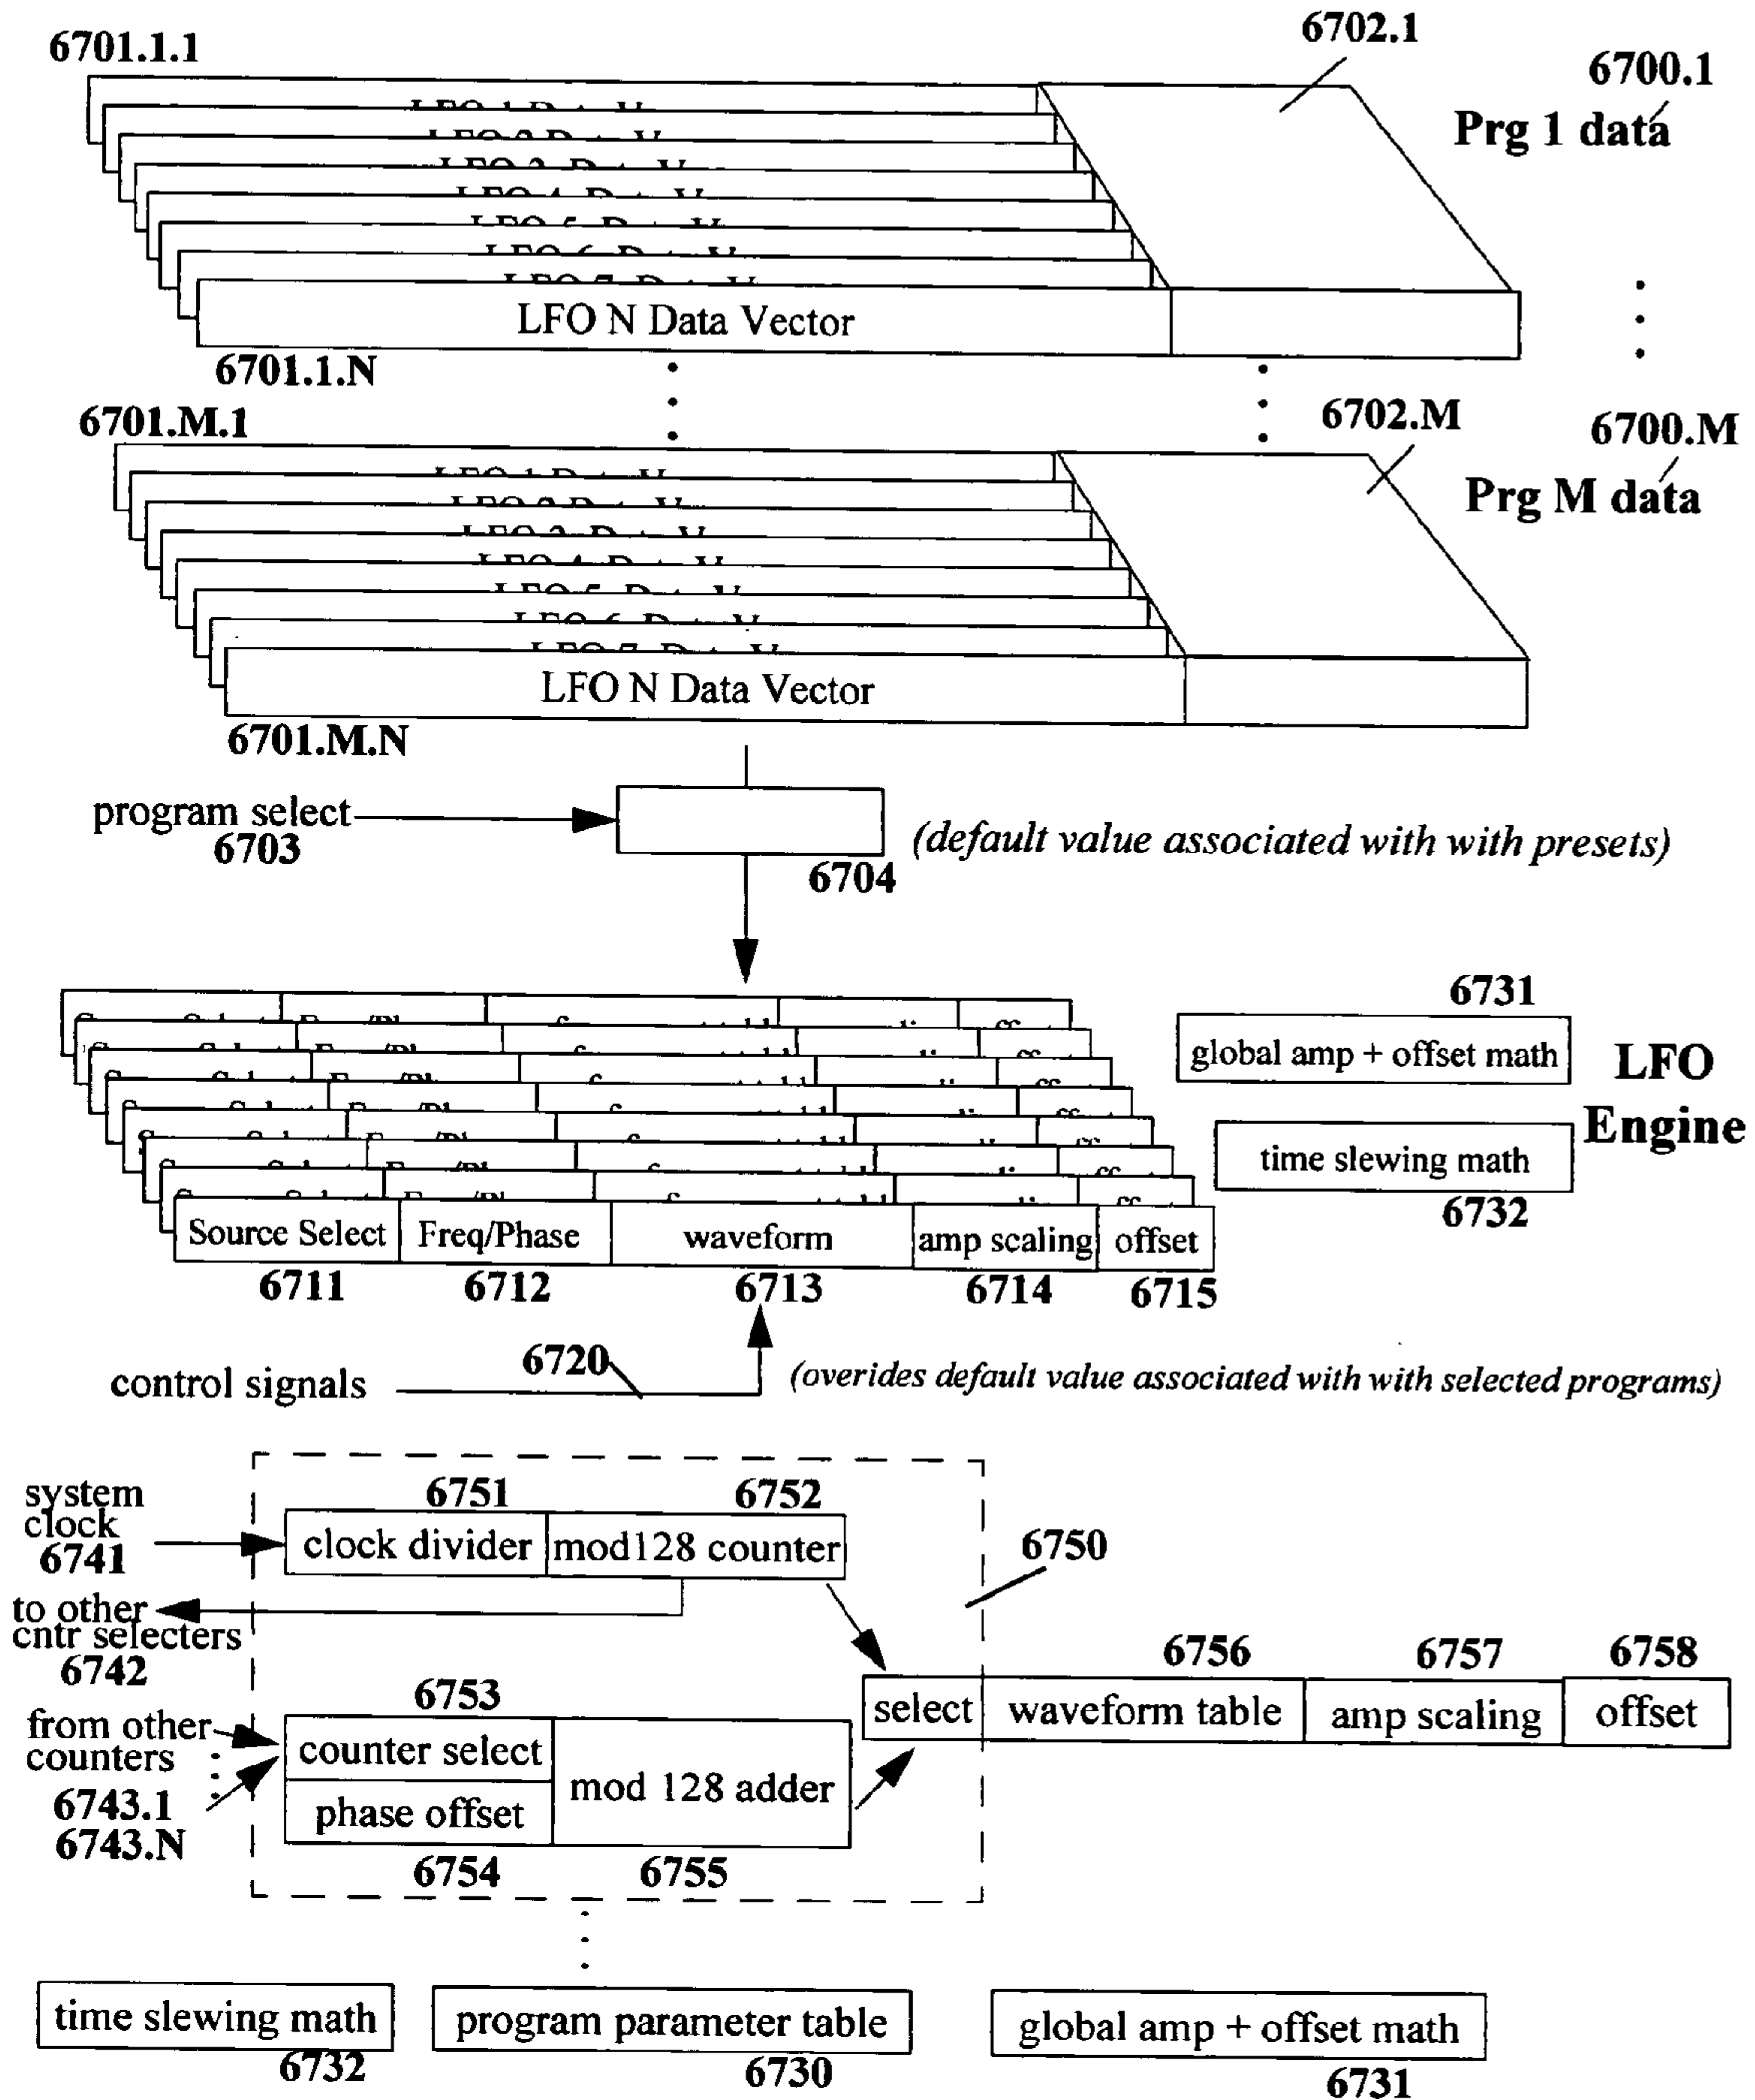 6701.1.1
6702.1
6700.1
Prg 1 data
LFO N Data Vector
6701.1.N
6701.M.1
6702.M
6700.M
Prg M data
LFO N Data Vector
6701.M.N
program select
6703
(default value associated with with presets)
6704
6731
global amp + offset math
LFO
Engine
time slewing math
6732
Source Select
Freq/Phase
waveform
amp scaling
offset
6711
6712
6713
6714
6715
control signals
6720
(overides default value associated with with selected programs)
system
clock
6741
6751
6752
clock divider
mod128 counter
6750
to other
cntr selecters
6742
6753
6756
6757
6758
from other
counters
6743.1
6743.N
counter select
phase offset
mod 128 adder
select
waveform table
amp scaling
offset
6754
6755
time slewing math
6732
program parameter table
6730
global amp + offset math
6731